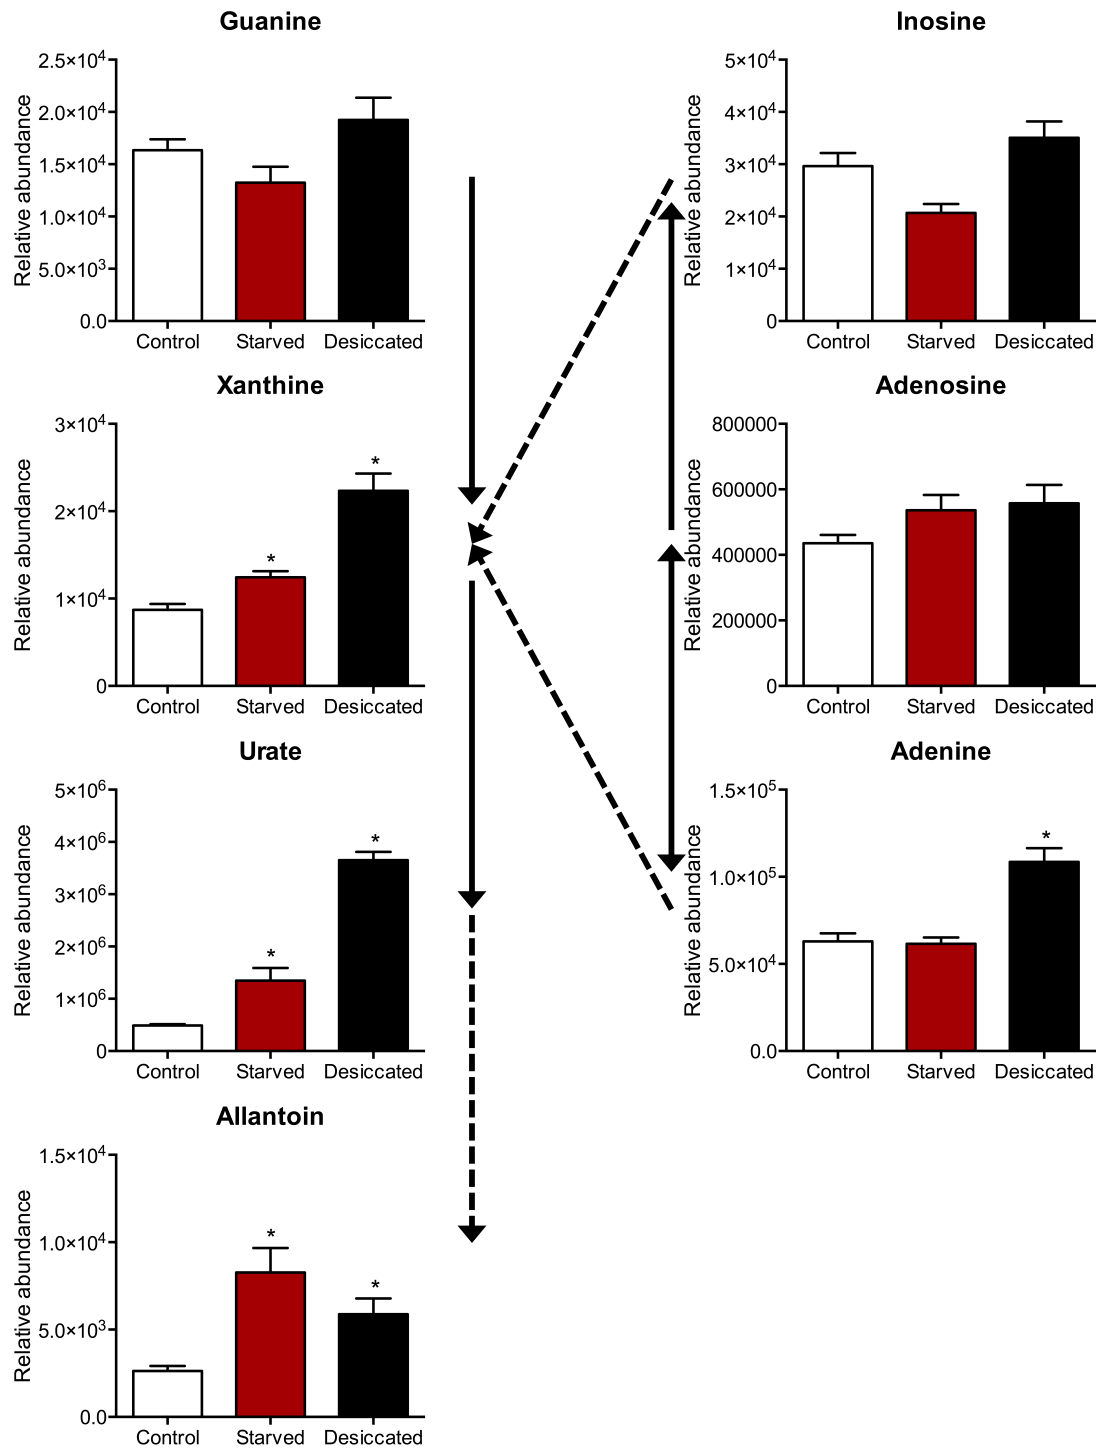 Guanine
Relative abundance
2.5×10⁴
2.0×10⁴
1.5×10⁴
1.0×10⁴
5.0×10³
0.0
Control Starved Desiccated
Inosine
Relative abundance
5×10⁴
4×10⁴
3×10⁴
2×10⁴
1×10⁴
0
Control Starved Desiccated
Xanthine
Relative abundance
3×10⁴
2×10⁴
1×10⁴
0
*
*
Control Starved Desiccated
Adenosine
Relative abundance
800000
600000
400000
200000
0
Control Starved Desiccated
Urate
Relative abundance
5×10⁶
4×10⁶
3×10⁶
2×10⁶
1×10⁶
0
*
*
Control Starved Desiccated
Adenine
Relative abundance
1.5×10⁵
1.0×10⁵
5.0×10⁴
0.0
*
Control Starved Desiccated
Allantoin
Relative abundance
1.5×10⁴
1.0×10⁴
5.0×10³
0.0
*
*
Control Starved Desiccated